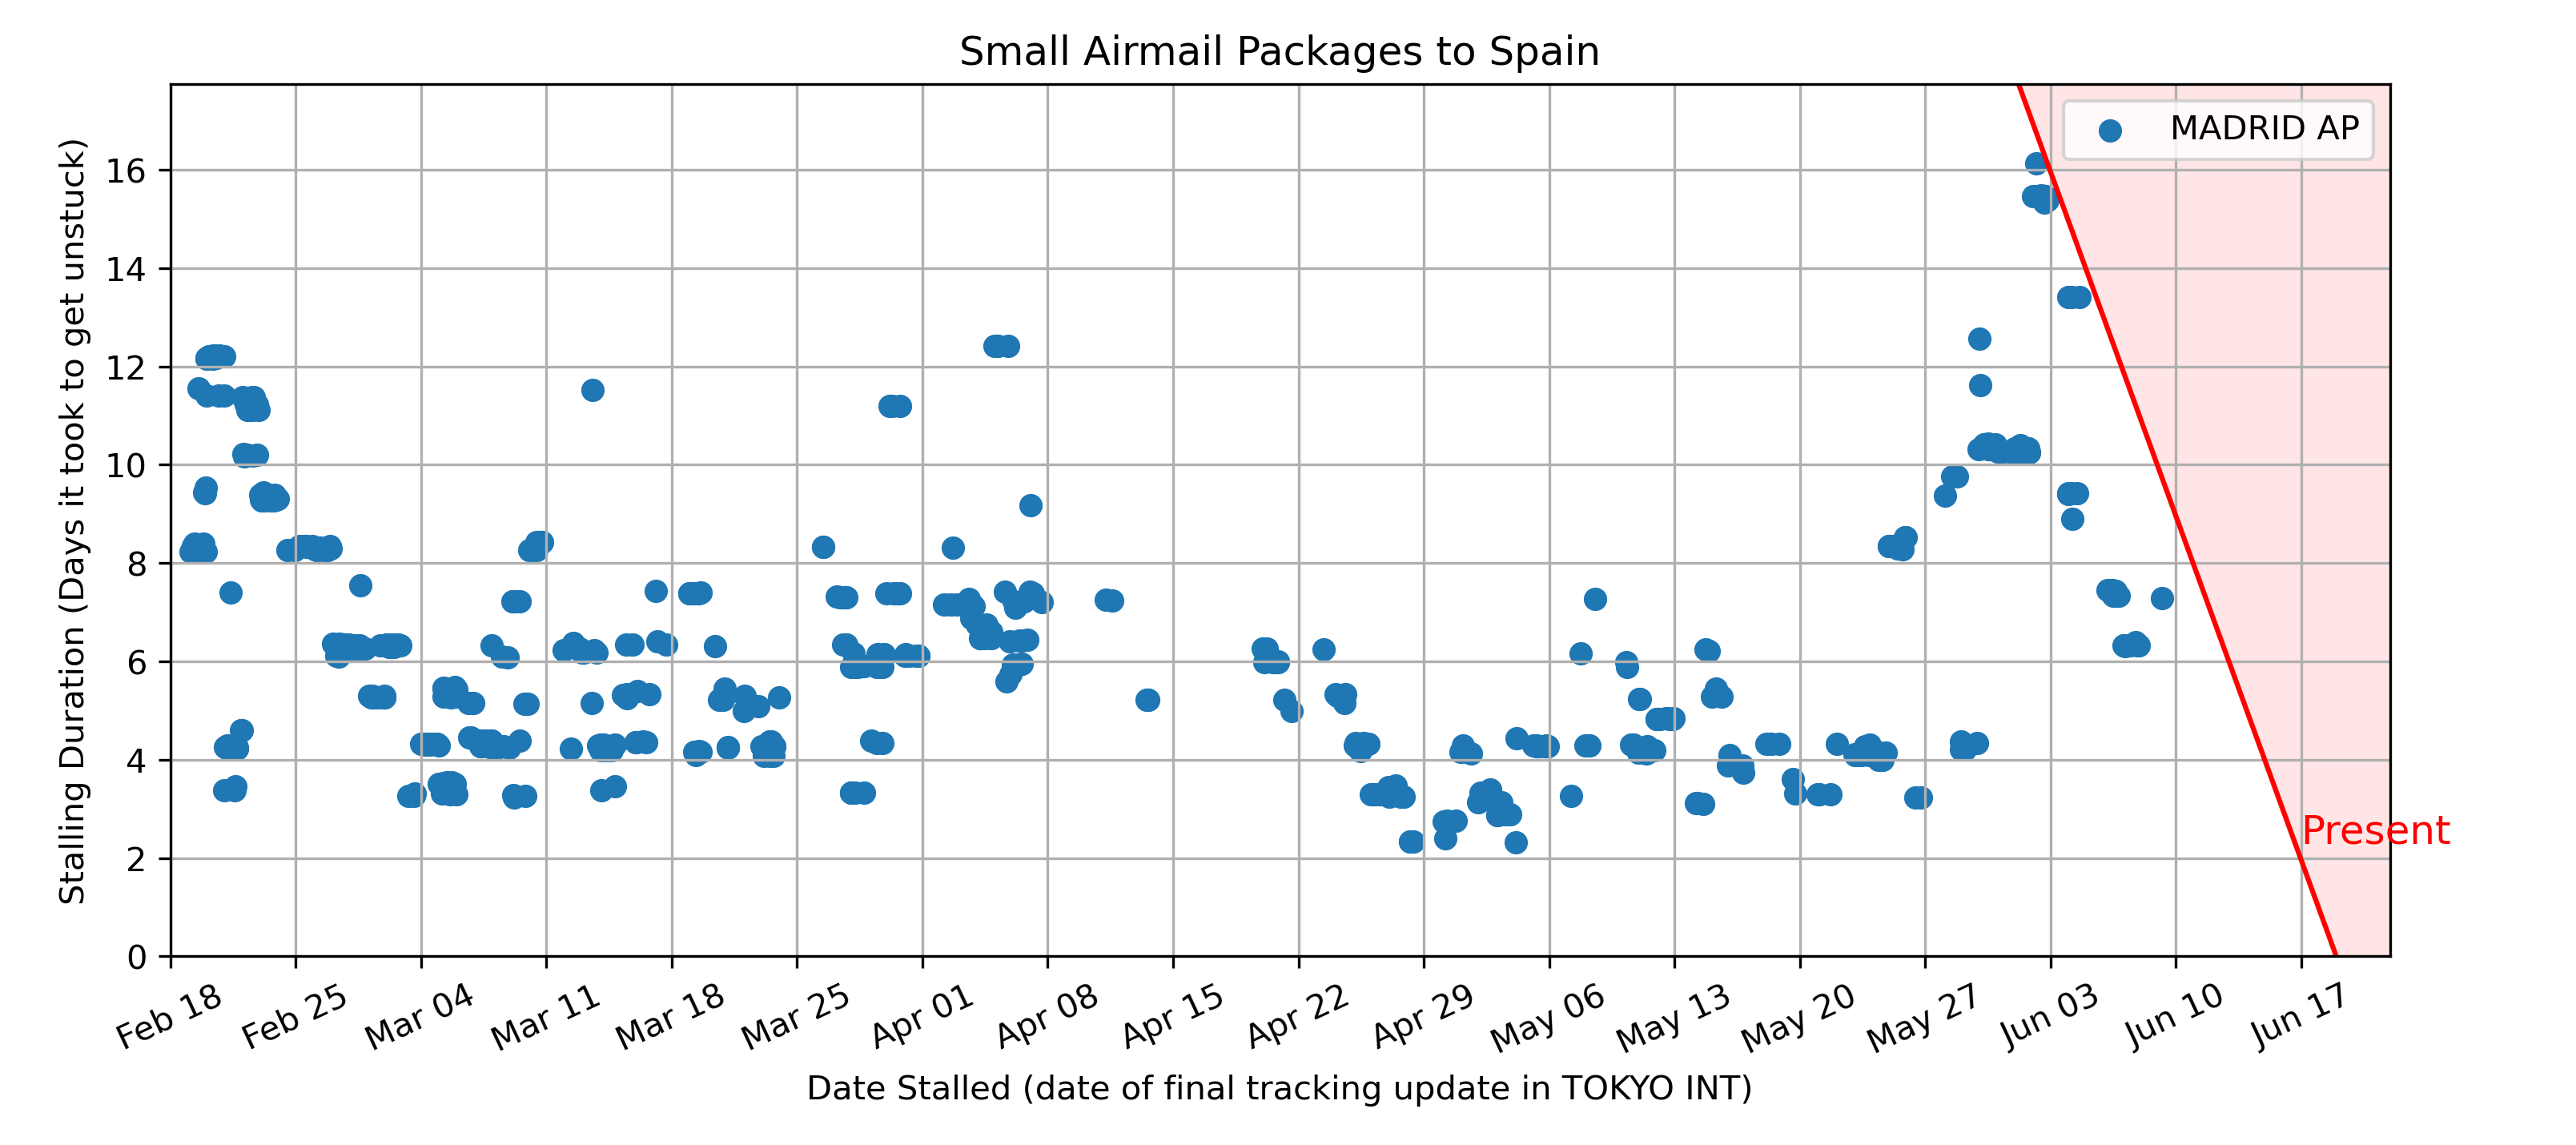 Small Airmail Packages to Spain
Stalling Duration (Days it took to get unstuck)
16
14
12
10
8
6
4
2
0
MADRID AP
Present
Feb 18
Feb 25
Mar 04
Mar 11
Mar 18
Mar 25
Apr 01
Apr 08
Apr 15
Apr 22
Apr 29
May 06
May 13
May 20
May 27
Jun 03
Jun 10
Jun 17
Date Stalled (date of final tracking update in TOKYO INT)